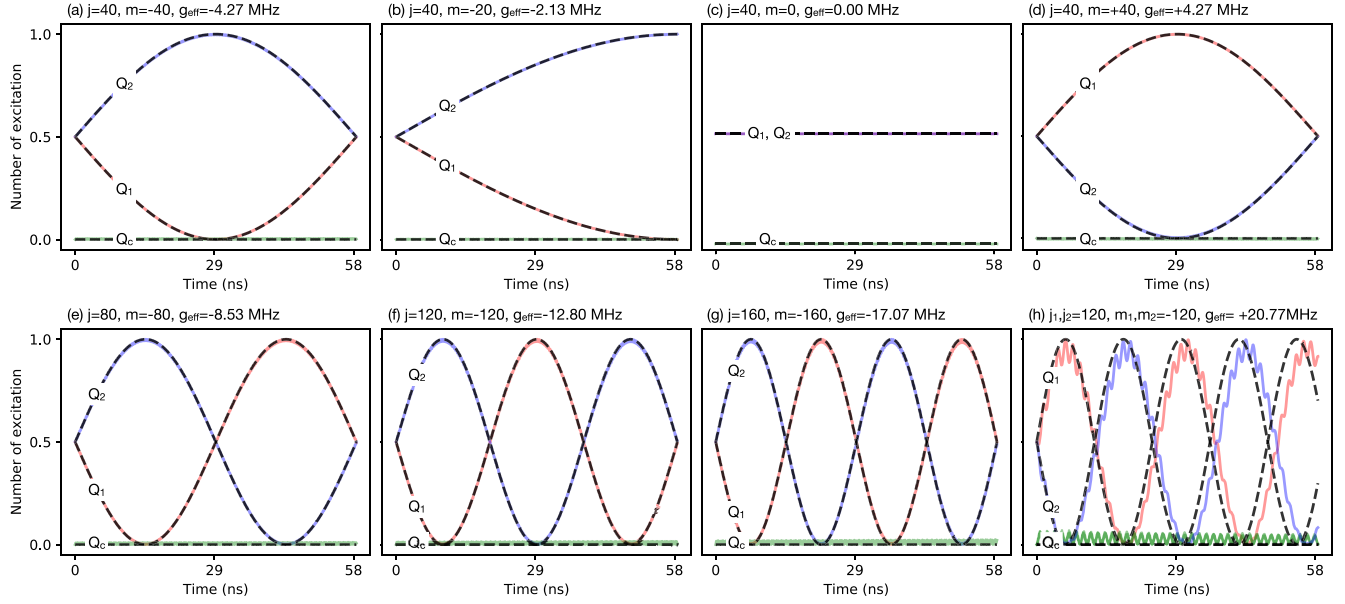 (a) j=40, m=-40, geff=-4.27 MHz
(b) j=40, m=-20, geff=-2.13 MHz
(c) j=40, m=0, geff=0.00 MHz
(d) j=40, m=+40, geff=+4.27 MHz
Number of excitation
1.0
0.5
0.0
Q2
Q1
Qc
0 29 58
Time (ns)
Q2
Q1
Qc
0 29 58
Time (ns)
Q1, Q2
Qc
0 29 58
Time (ns)
Q1
Q2
Qc
0 29 58
Time (ns)
(e) j=80, m=-80, geff=-8.53 MHz
(f) j=120, m=-120, geff=-12.80 MHz
(g) j=160, m=-160, geff=-17.07 MHz
(h) j1,j2=120, m1,m2=-120, geff= +20.77MHz
Number of excitation
1.0
0.5
0.0
Q2
Q1
Qc
0 29 58
Time (ns)
Q2
Q1
Qc
0 29 58
Time (ns)
Q2
Q1
Qc
0 29 58
Time (ns)
Q1
Q2
Qc
0 29 58
Time (ns)